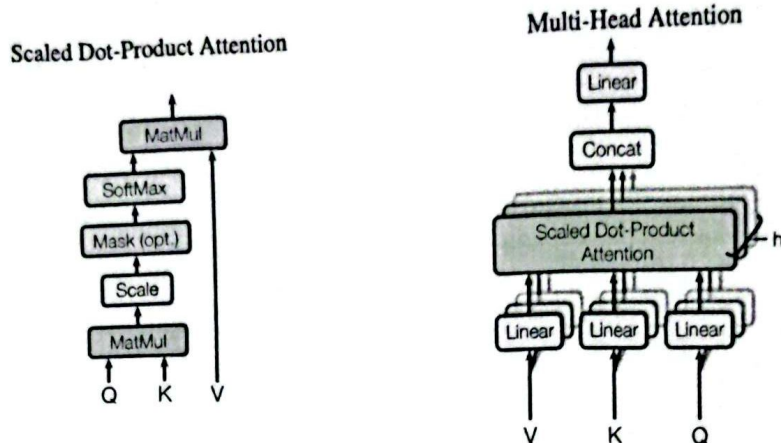 Scaled Dot-Product Attention
MatMul
SoftMax
Mask (opt.)
Scale
MatMul
Q K V
Multi-Head Attention
Linear
Concat
Scaled Dot-Product
Attention
h
Linear Linear Linear
V K Q